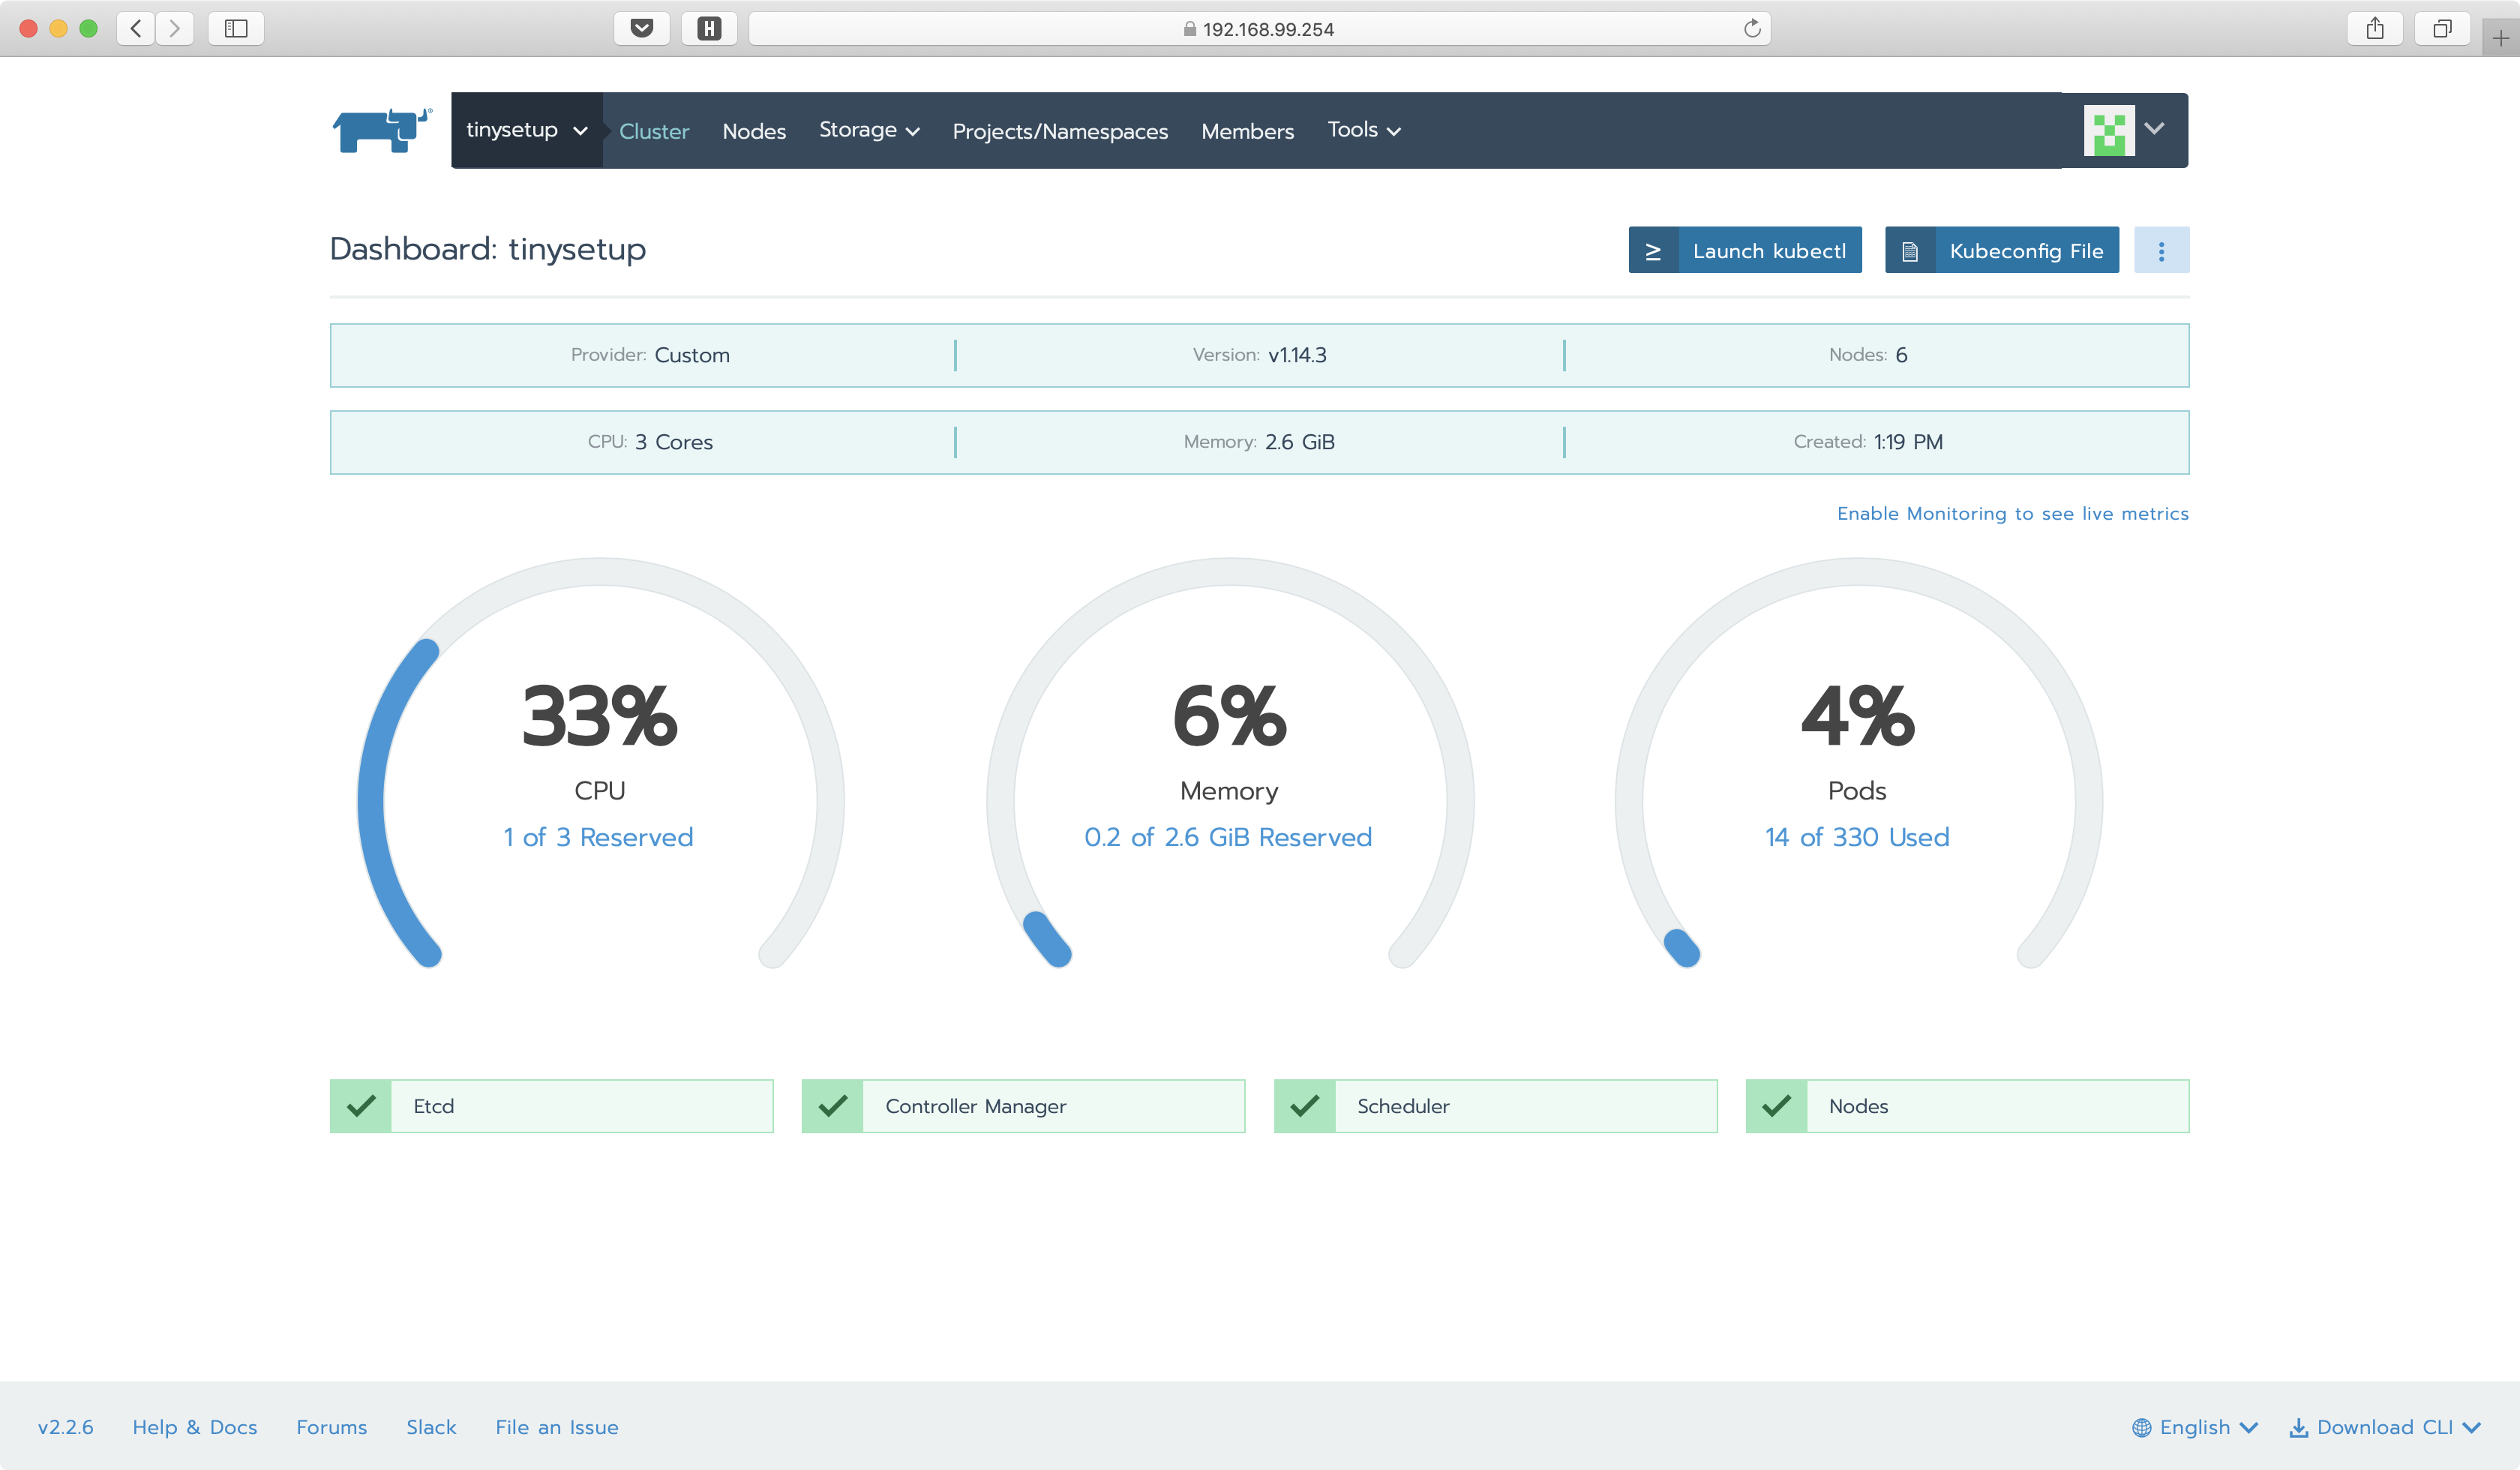 192.168.99.254
tinysetup Cluster Nodes Storage Projects/Namespaces Members Tools
Dashboard: tinysetup
Launch kubectl Kubeconfig File
Provider: Custom Version: v1.14.3 Nodes: 6
CPU: 3 Cores Memory: 2.6 GiB Created: 1:19 PM
Enable Monitoring to see live metrics
33% 6% 4%
CPU Memory Pods
1 of 3 Reserved 0.2 of 2.6 GiB Reserved 14 of 330 Used
Etcd Controller Manager Scheduler Nodes
v2.2.6 Help & Docs Forums Slack File an Issue English Download CLI